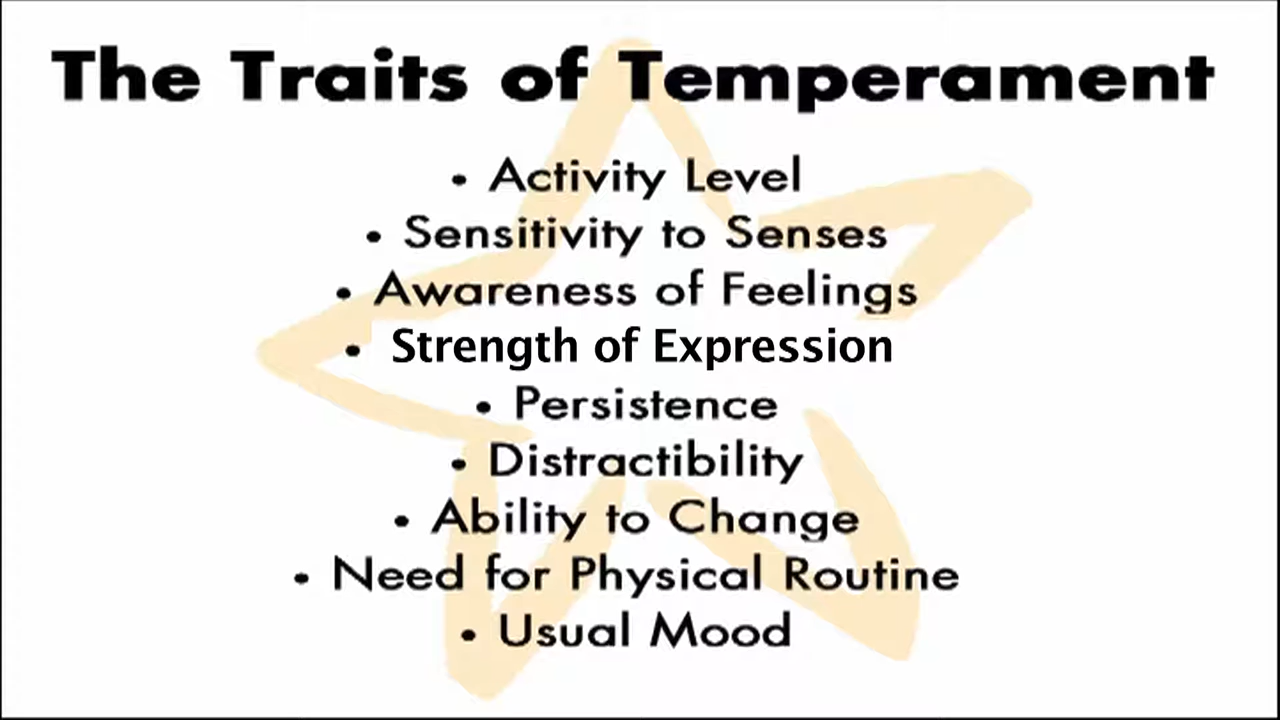 The Traits of Temperament
• Activity Level
• Sensitivity to Senses
• Awareness of Feelings
• Strength of Expression
• Persistence
• Distractibility
• Ability to Change
• Need for Physical Routine
• Usual Mood